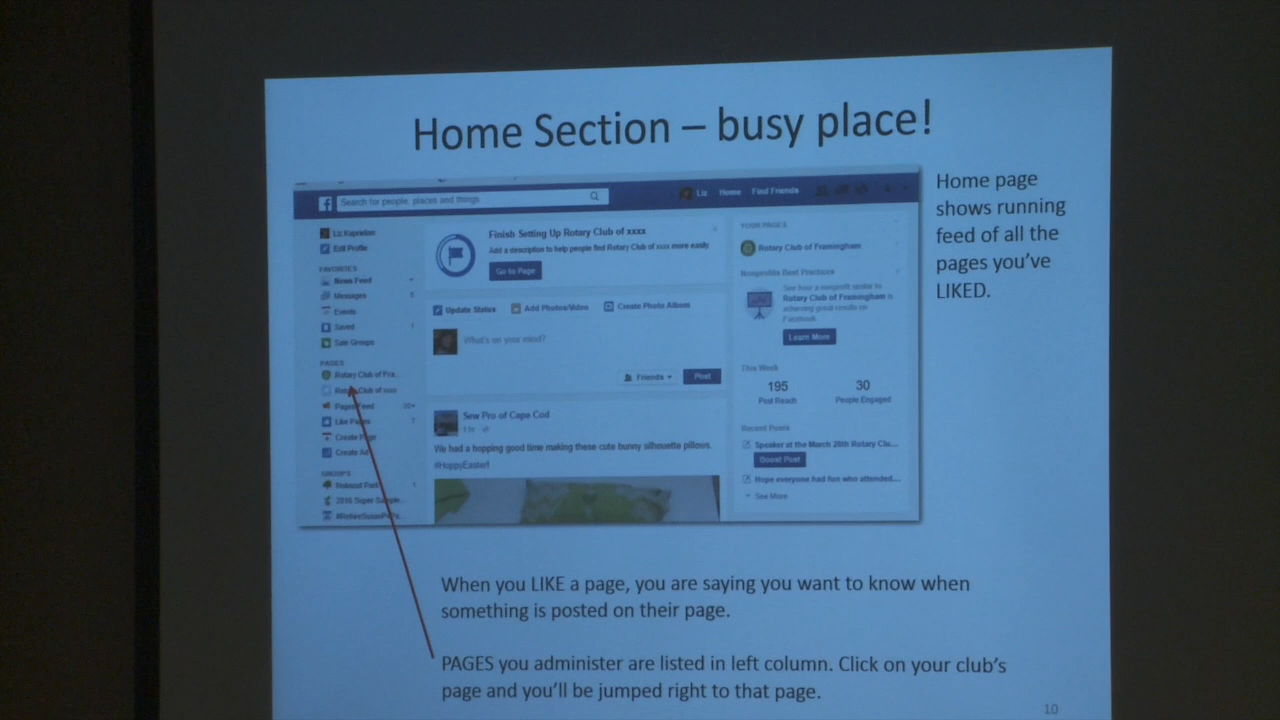 Home Section – busy place!
Search for people, places and things
Liz
Home
Find Friends
Liz Kaprielian
Edit Profile
FAVORITES
News Feed
Messages
Events
Saved
Sale Groups
PAGES
Rotary Club of Fra...
Rotary Club of xxxx
Pages Feed
Like Pages
Create Page
Create Ad
GROUPS
2016 Super Sample...
Finish Setting Up Rotary Club of xxxx
Add a description to help people find Rotary Club of xxxx more easily.
Go to Page
Update Status
Add Photos/Video
Create Photo Album
What's on your mind?
Friends
Post
Sew Pro of Cape Cod
1 hr
We had a hopping good time making these cute bunny silhouette pillows.
#HoppyEaster!
YOUR PAGES
Rotary Club of Framingham
Nonprofits Best Practices
See how a nonprofit similar to
Rotary Club of Framingham is
achieving great results on
Facebook.
Learn More
This Week
195 30
Post Reach People Engaged
Recent Posts
Speaker at the March 28th Rotary Clu...
Boost Post
Hope everyone had fun who attended...
See More
Home page
shows running
feed of all the
pages you've
LIKED.
When you LIKE a page, you are saying you want to know when
something is posted on their page.
PAGES you administer are listed in left column. Click on your club's
page and you'll be jumped right to that page.
10